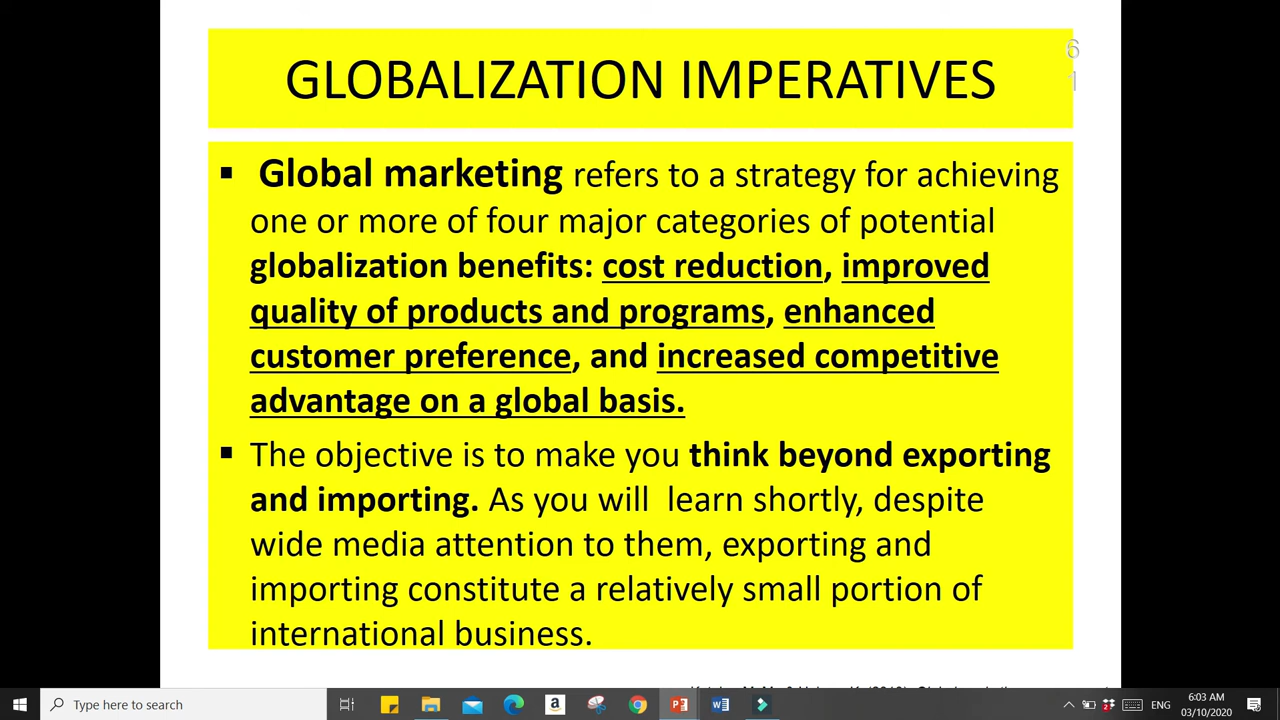 GLOBALIZATION IMPERATIVES
61
▪ Global marketing refers to a strategy for achieving
one or more of four major categories of potential
globalization benefits: cost reduction, improved
quality of products and programs, enhanced
customer preference, and increased competitive
advantage on a global basis.
▪ The objective is to make you think beyond exporting
and importing. As you will learn shortly, despite
wide media attention to them, exporting and
importing constitute a relatively small portion of
international business.
Type here to search
ENG
6:03 AM
03/10/2020